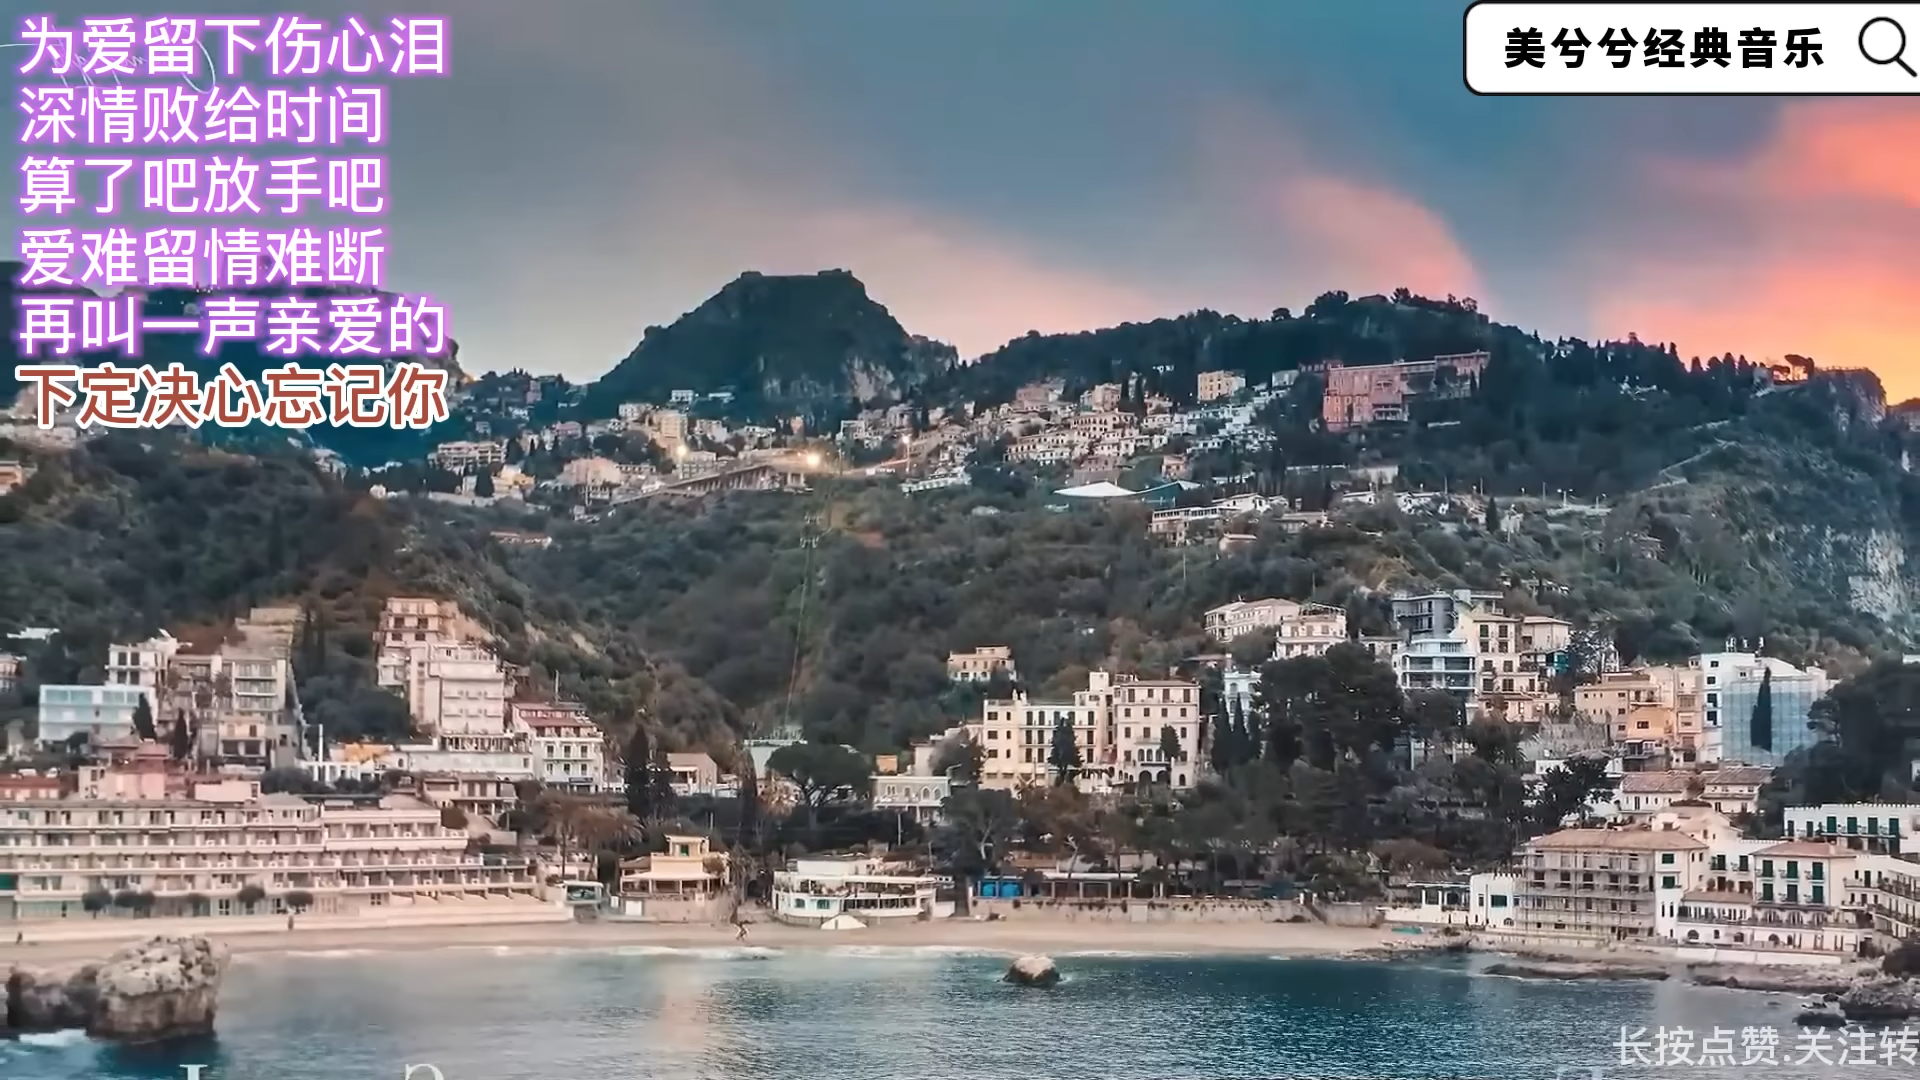 为爱留下伤心泪
深情败给时间
算了吧放手吧
爱难留情难断
再叫一声亲爱的
下定决心忘记你
美兮兮经典音乐
长按点赞.关注转